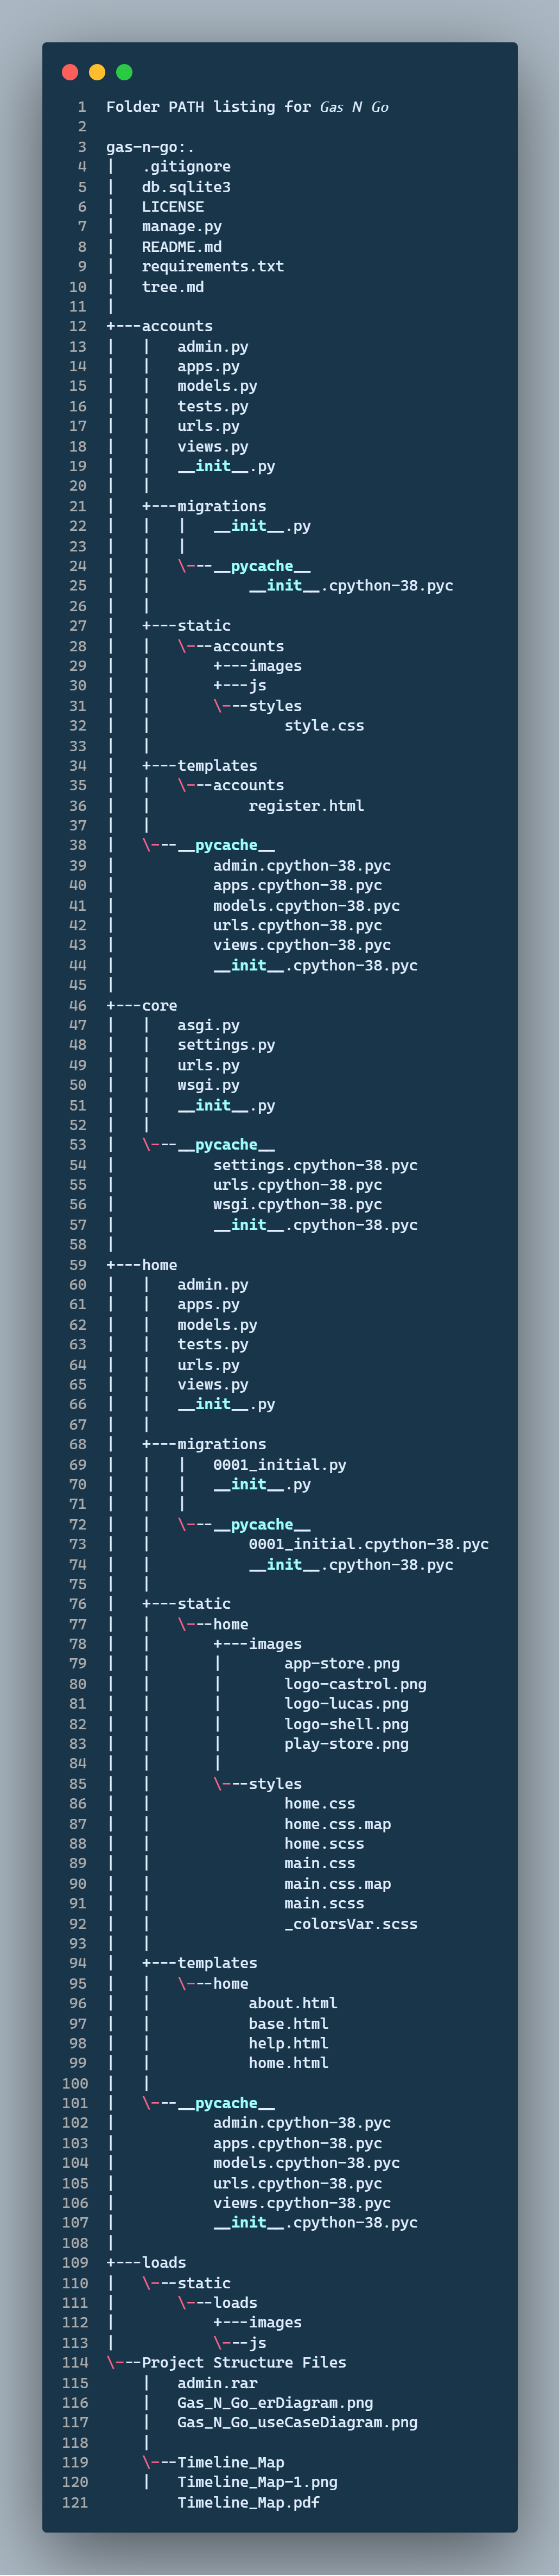 1 Folder PATH listing for Gas N Go
2
3 gas-n-go:.
4 |   .gitignore
5 |   db.sqlite3
6 |   LICENSE
7 |   manage.py
8 |   README.md
9 |   requirements.txt
10 |   tree.md
11 |
12 +---accounts
13 |   |   admin.py
14 |   |   apps.py
15 |   |   models.py
16 |   |   tests.py
17 |   |   urls.py
18 |   |   views.py
19 |   |   __init__.py
20 |   |
21 |   +---migrations
22 |   |   |   __init__.py
23 |   |   |
24 |   |   \---__pycache__
25 |   |           __init__.cpython-38.pyc
26 |   |
27 |   +---static
28 |   |   \---accounts
29 |   |       +---images
30 |   |       +---js
31 |   |       \---styles
32 |   |               style.css
33 |   |
34 |   +---templates
35 |   |   \---accounts
36 |   |           register.html
37 |   |
38 |   \---__pycache__
39 |           admin.cpython-38.pyc
40 |           apps.cpython-38.pyc
41 |           models.cpython-38.pyc
42 |           urls.cpython-38.pyc
43 |           views.cpython-38.pyc
44 |           __init__.cpython-38.pyc
45 |
46 +---core
47 |   |   asgi.py
48 |   |   settings.py
49 |   |   urls.py
50 |   |   wsgi.py
51 |   |   __init__.py
52 |   |
53 |   \---__pycache__
54 |           settings.cpython-38.pyc
55 |           urls.cpython-38.pyc
56 |           wsgi.cpython-38.pyc
57 |           __init__.cpython-38.pyc
58 |
59 +---home
60 |   |   admin.py
61 |   |   apps.py
62 |   |   models.py
63 |   |   tests.py
64 |   |   urls.py
65 |   |   views.py
66 |   |   __init__.py
67 |   |
68 |   +---migrations
69 |   |   |   0001_initial.py
70 |   |   |   __init__.py
71 |   |   |
72 |   |   \---__pycache__
73 |   |           0001_initial.cpython-38.pyc
74 |   |           __init__.cpython-38.pyc
75 |   |
76 |   +---static
77 |   |   \---home
78 |   |       +---images
79 |   |       |       app-store.png
80 |   |       |       logo-castrol.png
81 |   |       |       logo-lucas.png
82 |   |       |       logo-shell.png
83 |   |       |       play-store.png
84 |   |       |
85 |   |       \---styles
86 |   |               home.css
87 |   |               home.css.map
88 |   |               home.scss
89 |   |               main.css
90 |   |               main.css.map
91 |   |               main.scss
92 |   |               _colorsVar.scss
93 |   |
94 |   +---templates
95 |   |   \---home
96 |   |           about.html
97 |   |           base.html
98 |   |           help.html
99 |   |           home.html
100 |   |
101 |   \---__pycache__
102 |           admin.cpython-38.pyc
103 |           apps.cpython-38.pyc
104 |           models.cpython-38.pyc
105 |           urls.cpython-38.pyc
106 |           views.cpython-38.pyc
107 |           __init__.cpython-38.pyc
108 |
109 +---loads
110 |   \---static
111 |       \---loads
112 |           +---images
113 |           \---js
114 \---Project Structure Files
115     |   admin.rar
116     |   Gas_N_Go_erDiagram.png
117     |   Gas_N_Go_useCaseDiagram.png
118     |
119     \---Timeline_Map
120     |   Timeline_Map-1.png
121         Timeline_Map.pdf